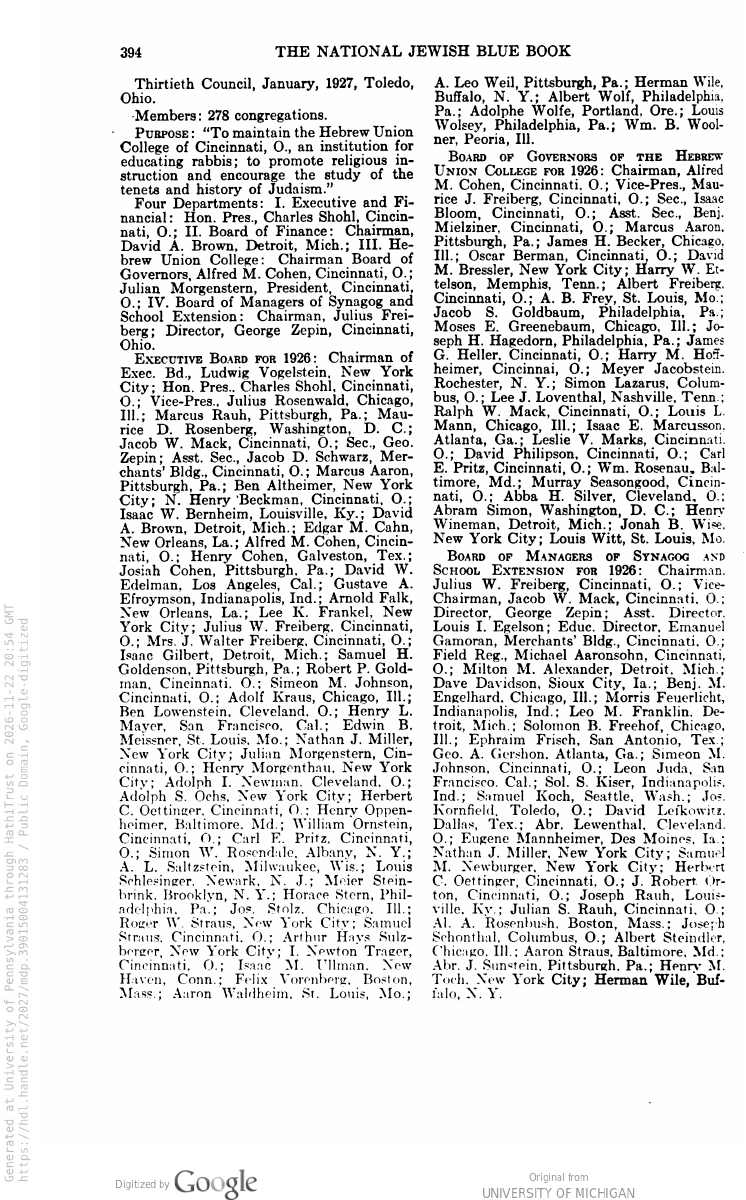 394
THE NATIONAL JEWISH BLUE BOOK
Thirtieth Council, January, 1927, Toledo,
Ohio.
Members: 278 congregations.
PURPOSE: "To maintain the Hebrew Union
College of Cincinnati, O., an institution for
educating rabbis; to promote religious in-
struction and encourage the study of the
tenets and history of Judaism."
Four Departments: I. Executive and Fi-
nancial: Hon. Pres., Charles Shohl, Cincin-
nati, O.; II. Board of Finance: Chairman,
David A. Brown, Detroit, Mich.; III. He-
brew Union College: Chairman Board of
Governors, Alfred M. Cohen, Cincinnati, O.;
Julian Morgenstern, President, Cincinnati,
O.; IV. Board of Managers of Synagog and
School Extension: Chairman, Julius Frei-
berg; Director, George Zepin, Cincinnati,
Ohio.
EXECUTIVE BOARD FOR 1926: Chairman of
Exec. Bd., Ludwig Vogelstein, New York
City; Hon. Pres.. Charles Shohl, Cincinnati,
O.; Vice-Pres., Julius Rosenwald, Chicago,
Ill.; Marcus Rauh, Pittsburgh, Pa.; Mau-
rice D. Rosenberg, Washington, D. C.;
Jacob W. Mack, Cincinnati, O.; Sec., Geo.
Zepin; Asst. Sec., Jacob D. Schwarz, Mer-
chants' Bldg., Cincinnati, O.; Marcus Aaron,
Pittsburgh, Pa.; Ben Altheimer, New York
City; N. Henry Beckman, Cincinnati, O.;
Isaac W. Bernheim, Louisville, Ky.; David
A. Brown, Detroit, Mich.; Edgar M. Cahn,
New Orleans, La.; Alfred M. Cohen, Cincin-
nati, O.; Henry Cohen, Galveston, Tex.;
Josiah Cohen, Pittsburgh, Pa.; David W.
Edelman, Los Angeles, Cal.; Gustave A.
Efroymson, Indianapolis, Ind.; Arnold Falk,
New Orleans, La.; Lee K. Frankel, New
York City; Julius W. Freiberg, Cincinnati,
O.; Mrs. J. Walter Freiberg, Cincinnati, O.;
Isaac Gilbert, Detroit, Mich.; Samuel H.
Goldenson, Pittsburgh, Pa.; Robert P. Gold-
man, Cincinnati. O.; Simeon M. Johnson,
Cincinnati, O.; Adolf Kraus, Chicago, Ill.;
Ben Lowenstein, Cleveland, O.; Henry L.
Mayer, San Francisco, Cal.; Edwin B.
Meissner, St. Louis, Mo.; Nathan J. Miller,
New York City; Julian Morgenstern, Cin-
cinnati, O.; Henry Morgenthau, New York
City; Adolph I. Newman, Cleveland, O.;
Adolph S. Ochs, New York City; Herbert
C. Oettinger, Cincinnati, O.; Henry Oppen-
heimer, Baltimore, Md.; William Ornstein,
Cincinnati, O.; Carl E. Pritz, Cincinnati,
O.; Simon W. Rosendale, Albany, N. Y.;
A. L. Saltzstein, Milwaukee, Wis.; Louis
Schlesinger, Newark, N. J.; Meier Stein-
brink, Brooklyn, N. Y.; Horace Stern, Phil-
adelphia, Pa.; Jos. Stolz, Chicago, Ill.;
Roger W. Straus, New York City; Samuel
Straus, Cincinnati, O.; Arthur Hays Sulz-
berger, New York City; I. Newton Trager,
Cincinnati, O.; Isaac M. Ullman, New
Haven, Conn.; Felix Vorenberg, Boston,
Mass.; Aaron Waldheim, St. Louis, Mo.;
A. Leo Weil, Pittsburgh, Pa.; Herman Wile,
Buffalo, N. Y.; Albert Wolf, Philadelphia,
Pa.; Adolphe Wolfe, Portland, Ore.; Louis
Wolsey, Philadelphia, Pa.; Wm. B. Wool-
ner, Peoria, Ill.
BOARD OF GOVERNORS OF THE HEBREW
UNION COLLEGE FOR 1926: Chairman, Alfred
M. Cohen, Cincinnati, O.; Vice-Pres., Mau-
rice J. Freiberg, Cincinnati, O.; Sec., Isaac
Bloom, Cincinnati, O.; Asst. Sec., Benj.
Mielziner, Cincinnati, O.; Marcus Aaron,
Pittsburgh, Pa.; James H. Becker, Chicago,
Ill.; Oscar Berman, Cincinnati, O.; David
M. Bressler, New York City; Harry W. Et-
telson, Memphis, Tenn.; Albert Freiberg,
Cincinnati, O.; A. B. Frey, St. Louis, Mo.;
Jacob S. Goldbaum, Philadelphia, Pa.;
Moses E. Greenebaum, Chicago, Ill.; Jo-
seph H. Hagedorn, Philadelphia, Pa.; James
G. Heller, Cincinnati, O.; Harry M. Hoff-
heimer, Cincinnai, O.; Meyer Jacobstein,
Rochester, N. Y.; Simon Lazarus, Colum-
bus, O.; Lee J. Loventhal, Nashville, Tenn.;
Ralph W. Mack, Cincinnati, O.; Louis L.
Mann, Chicago, Ill.; Isaac E. Marcusson,
Atlanta, Ga.; Leslie V. Marks, Cincinnati,
O.; David Philipson, Cincinnati, O.; Carl
E. Pritz, Cincinnati, O.; Wm. Rosenau, Bal-
timore, Md.; Murray Seasongood, Cincin-
nati, O.; Abba H. Silver, Cleveland, O.;
Abram Simon, Washington, D. C.; Henry
Wineman, Detroit, Mich.; Jonah B. Wise,
New York City; Louis Witt, St. Louis, Mo.
BOARD OF MANAGERS OF SYNAGOG AND
SCHOOL EXTENSION FOR 1926: Chairman,
Julius W. Freiberg, Cincinnati, O.; Vice-
Chairman, Jacob W. Mack, Cincinnati, O.;
Director, George Zepin; Asst. Director,
Louis I. Egelson; Educ. Director, Emanuel
Gamoran, Merchants' Bldg., Cincinnati, O.;
Field Reg., Michael Aaronsohn, Cincinnati,
O.; Milton M. Alexander, Detroit, Mich.;
Dave Davidson, Sioux City, Ia.; Benj. M.
Engelhard, Chicago, Ill.; Morris Feuerlicht,
Indianapolis, Ind.; Leo M. Franklin, De-
troit, Mich.; Solomon B. Freehof, Chicago,
Ill.; Ephraim Frisch, San Antonio, Tex.;
Geo. A. Gershon, Atlanta, Ga.; Simeon M.
Johnson, Cincinnati, O.; Leon Juda, San
Francisco, Cal.; Sol. S. Kiser, Indianapolis,
Ind.; Samuel Koch, Seattle, Wash.; Jos.
Kornfield, Toledo, O.; David Lefkowitz,
Dallas, Tex.; Abr. Lewenthal, Cleveland,
O.; Eugene Mannheimer, Des Moines, Ia.;
Nathan J. Miller, New York City; Samuel
M. Newburger, New York City; Herbert
C. Oettinger, Cincinnati, O.; J. Robert Or-
ton, Cincinnati, O.; Joseph Rauh, Louis-
ville, Ky.; Julian S. Rauh, Cincinnati, O.;
Al. A. Rosenbush, Boston, Mass.; Joseph
Schonthal, Columbus, O.; Albert Steindler,
Chicago, Ill.; Aaron Straus, Baltimore, Md.;
Abr. J. Sunstein, Pittsburgh, Pa.; Henry M.
Toch, New York City; Herman Wile, Buf-
falo, N. Y.
Generated at University of Pennsylvania through HathiTrust on 2026-11-22 20:54 GMT
https://hdl.handle.net/2027/mdp.39015004131283 / Public Domain, Google-digitized
Digitized by Google
Original from
UNIVERSITY OF MICHIGAN